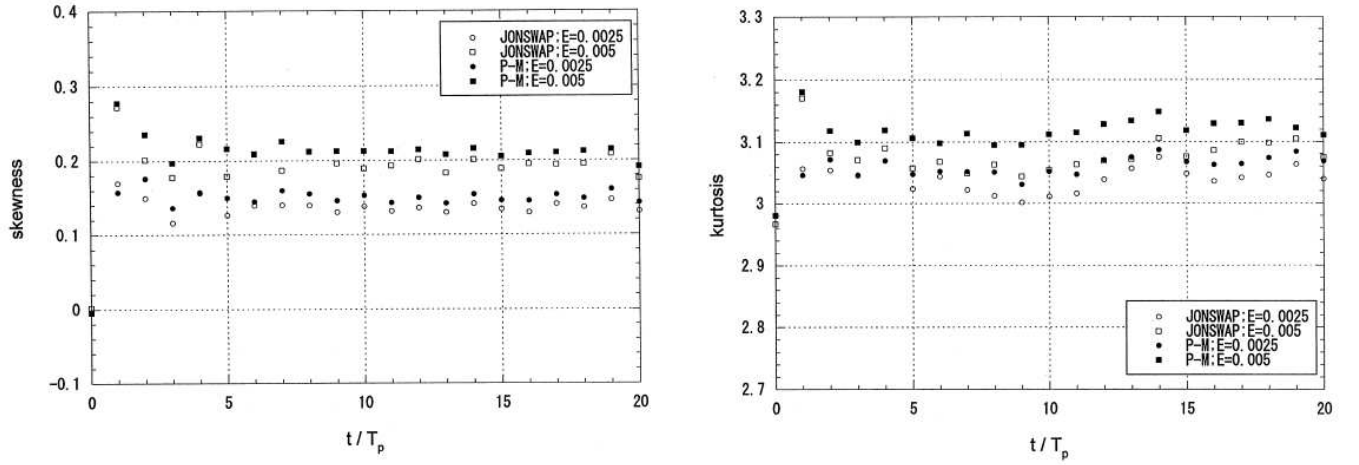 0.4
0.3
0.2
0.1
0
-0.1
skewness
0
5
10
15
20
t / Tp
JONSWAP;E=0.0025
JONSWAP;E=0.005
P-M;E=0.0025
P-M;E=0.005
3.3
3.2
3.1
3
2.9
2.8
2.7
kurtosis
0
5
10
15
20
t / Tp
JONSWAP;E=0.0025
JONSWAP;E=0.005
P-M;E=0.0025
P-M;E=0.005